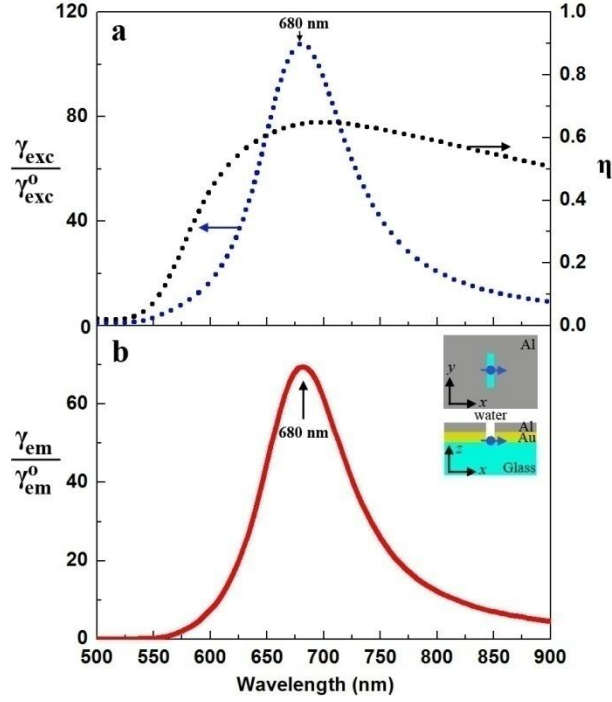 120
80
40
0
a
680 nm
1.0
0.8
0.6
0.4
0.2
0.0
γexc
γ°exc
η
b
60
40
20
0
γem
γ°em
680 nm
Al
y
x
water
Al
Au
z
x
Glass
500 550 600 650 700 750 800 850 900
Wavelength (nm)